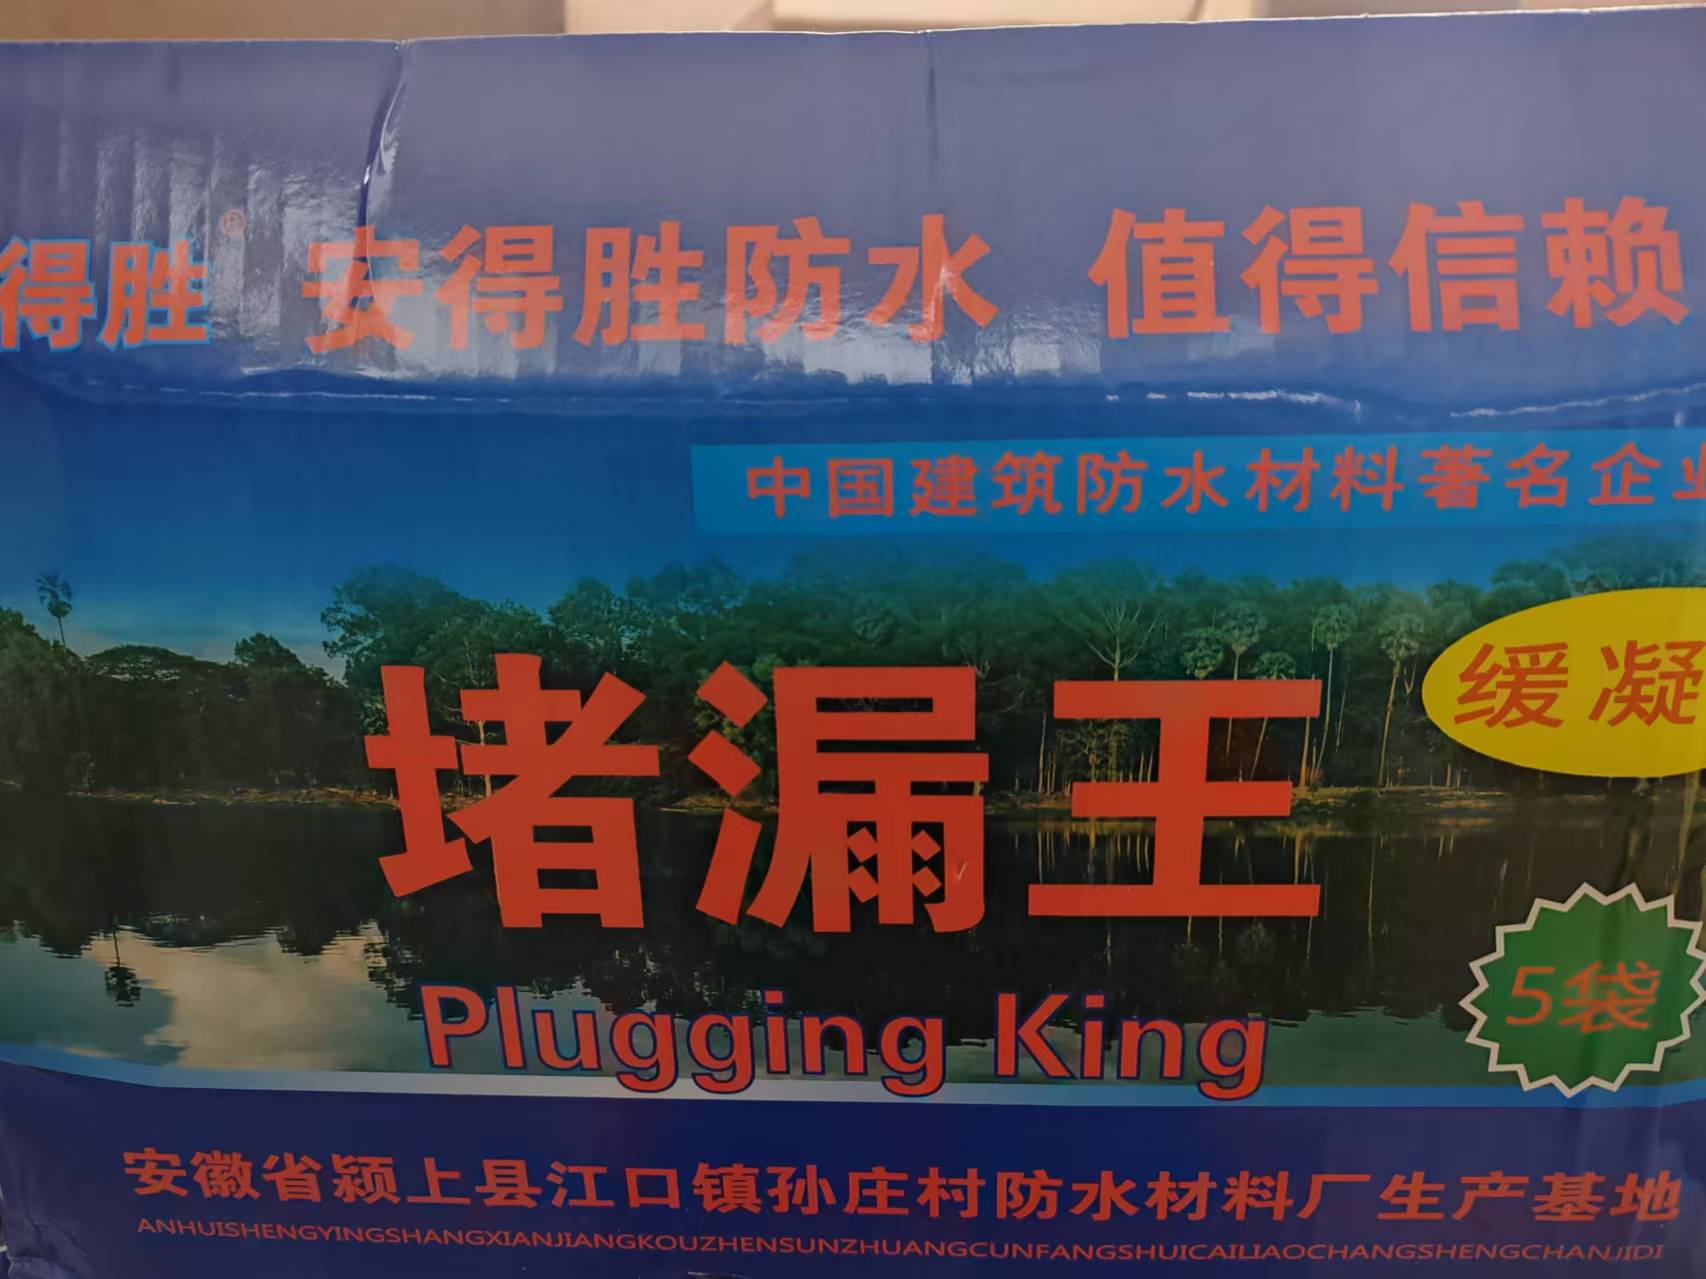 得胜® 安得胜防水 值得信赖
中国建筑防水材料著名企业
缓凝
堵漏王
5袋
Plugging King
安徽省颍上县江口镇孙庄村防水材料厂生产基地
ANHUISHENGYINGSHANGXIANJIANGKOUZHENSUNZHUANGCUNFANGSHUICAILIAOCHANGSHENGCHANJIDI